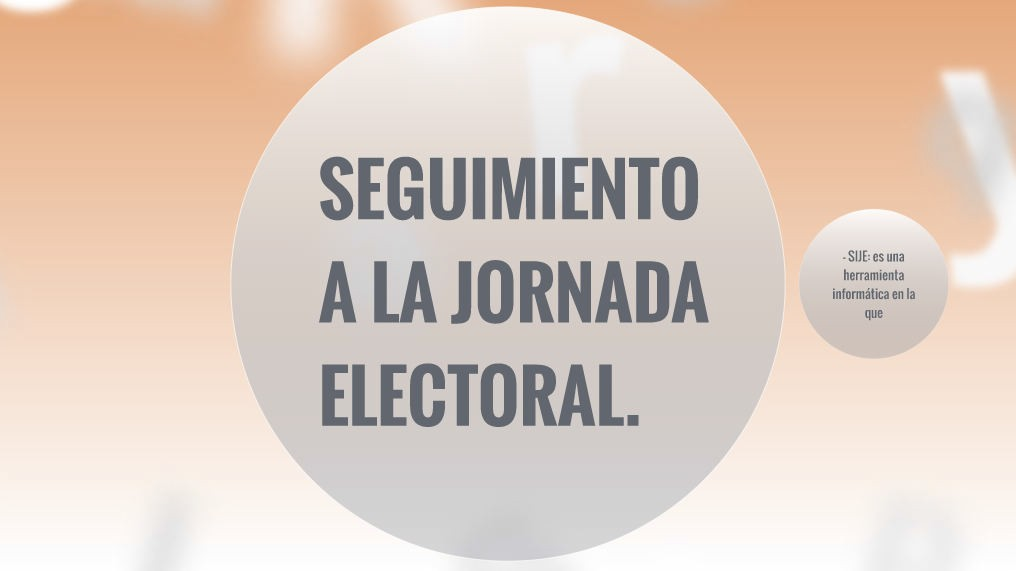 SEGUIMIENTO
A LA JORNADA
ELECTORAL.
- SIJE: es una
herramienta
informática en la
que